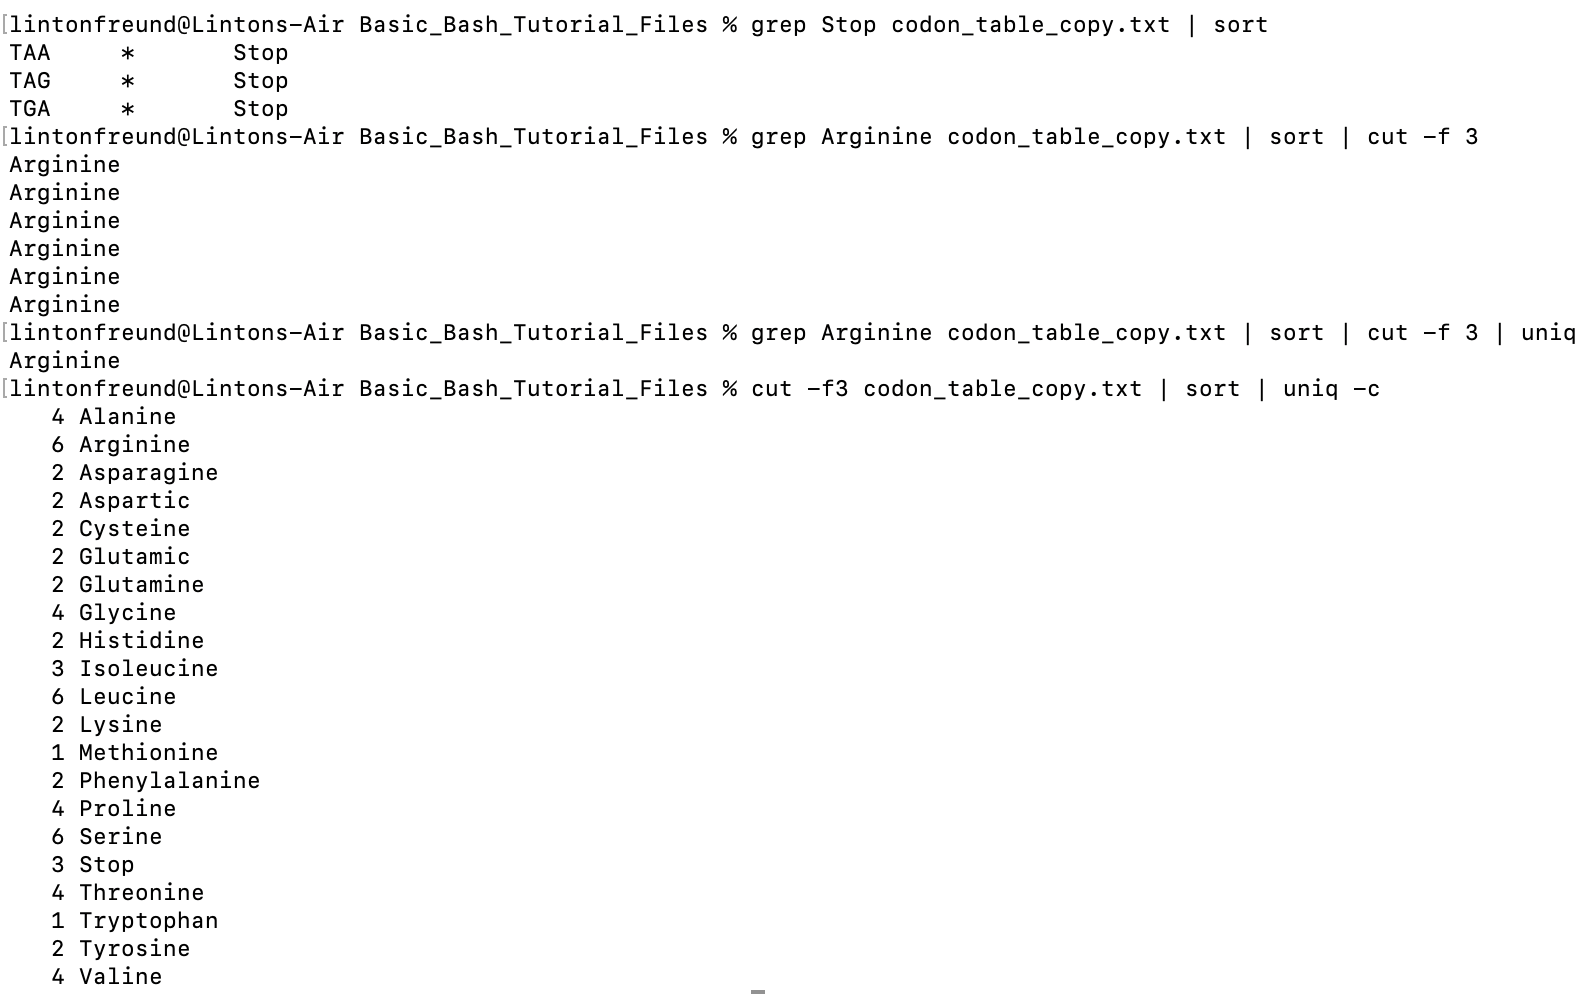 [lintonfreund@Lintons-Air Basic_Bash_Tutorial_Files % grep Stop codon_table_copy.txt | sort
TAA     *       Stop
TAG     *       Stop
TGA     *       Stop
[lintonfreund@Lintons-Air Basic_Bash_Tutorial_Files % grep Arginine codon_table_copy.txt | sort | cut -f 3
Arginine
Arginine
Arginine
Arginine
Arginine
Arginine
[lintonfreund@Lintons-Air Basic_Bash_Tutorial_Files % grep Arginine codon_table_copy.txt | sort | cut -f 3 | uniq
Arginine
[lintonfreund@Lintons-Air Basic_Bash_Tutorial_Files % cut -f3 codon_table_copy.txt | sort | uniq -c
   4 Alanine
   6 Arginine
   2 Asparagine
   2 Aspartic
   2 Cysteine
   2 Glutamic
   2 Glutamine
   4 Glycine
   2 Histidine
   3 Isoleucine
   6 Leucine
   2 Lysine
   1 Methionine
   2 Phenylalanine
   4 Proline
   6 Serine
   3 Stop
   4 Threonine
   1 Tryptophan
   2 Tyrosine
   4 Valine